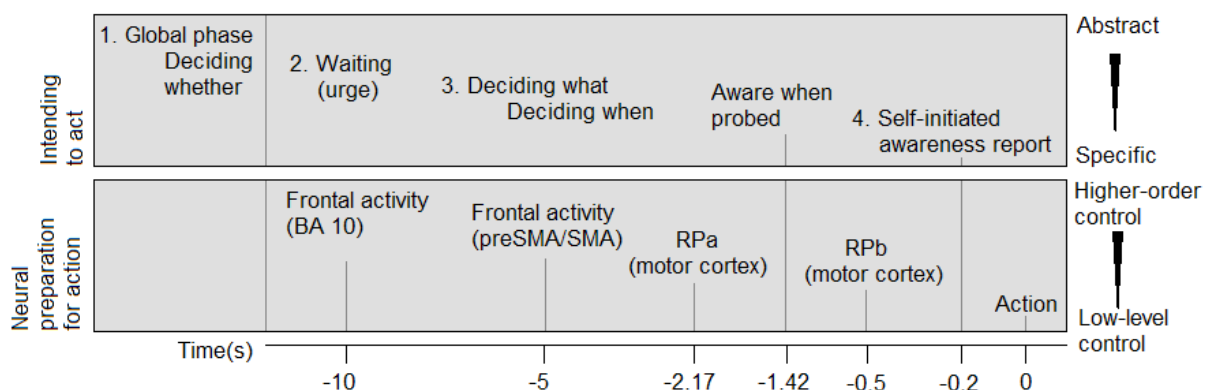 1. Global phase
Deciding
whether
2. Waiting
(urge)
3. Deciding what
Deciding when
Aware when
probed
4. Self-initiated
awareness report
Abstract
Specific
Intending
to act
Frontal activity
(BA 10)
Frontal activity
(preSMA/SMA)
RPa
(motor cortex)
RPb
(motor cortex)
Action
Higher-order
control
Low-level
control
Neural
preparation
for action
Time(s)
-10
-5
-2.17
-1.42
-0.5
-0.2
0